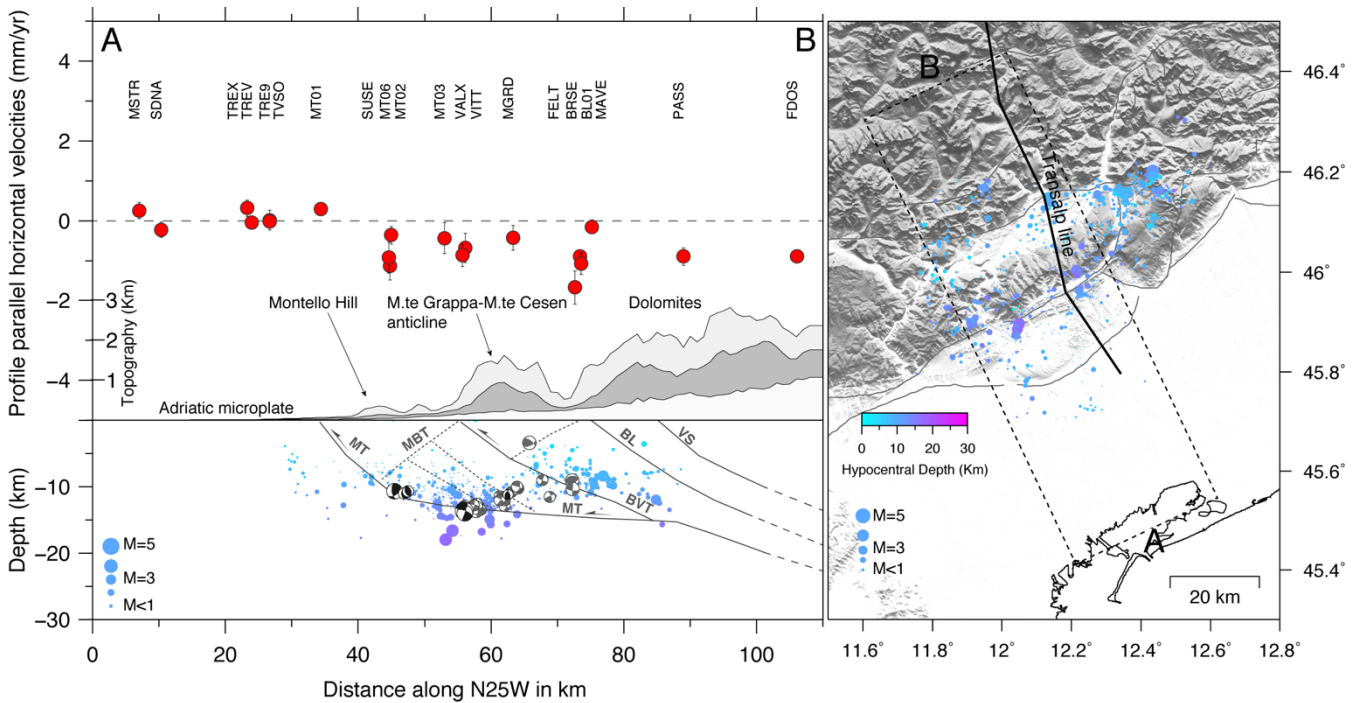 A
Profile parallel horizontal velocities (mm/yr)
4
2
0
−2
−4
MSTR
SDNA
TREX
TREV
TRE9
TVSO
MT01
SUSE
MT06
MT02
MT03
VALX
VITT
MGRD
FELT
BRSE
BL01
MAVE
PASS
FDOS
3
2
1
Topography (Km)
Montello Hill
M.te Grappa-M.te Cesen
anticline
Dolomites
Adriatic microplate
Depth (km)
−10
−20
−30
MT
MBT
BL
VS
MT
BVT
M=5
M=3
M<1
0
20
40
60
80
100
Distance along N25W in km
B
B
Transalp line
A
0
10
20
30
Hypocentral Depth (Km)
M=5
M=3
M<1
20 km
46.4°
46.2°
46°
45.8°
45.6°
45.4°
11.6°
11.8°
12°
12.2°
12.4°
12.6°
12.8°